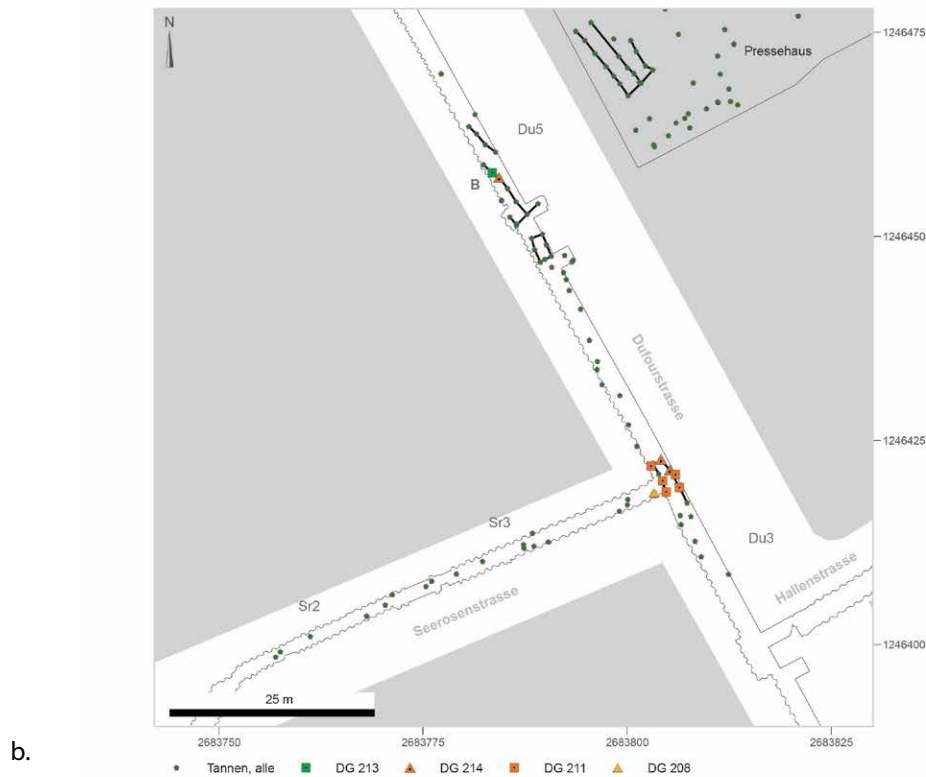 N
1246475
Pressehaus
Du5
B
1246450
Dufourstrasse
1246425
Sr3
Du3
Hallenstrasse
Sr2
Seerosenstrasse
1246400
25 m
2683750 2683775 2683800 2683825
b.
Tannen, alle DG 213 DG 214 DG 211 DG 208